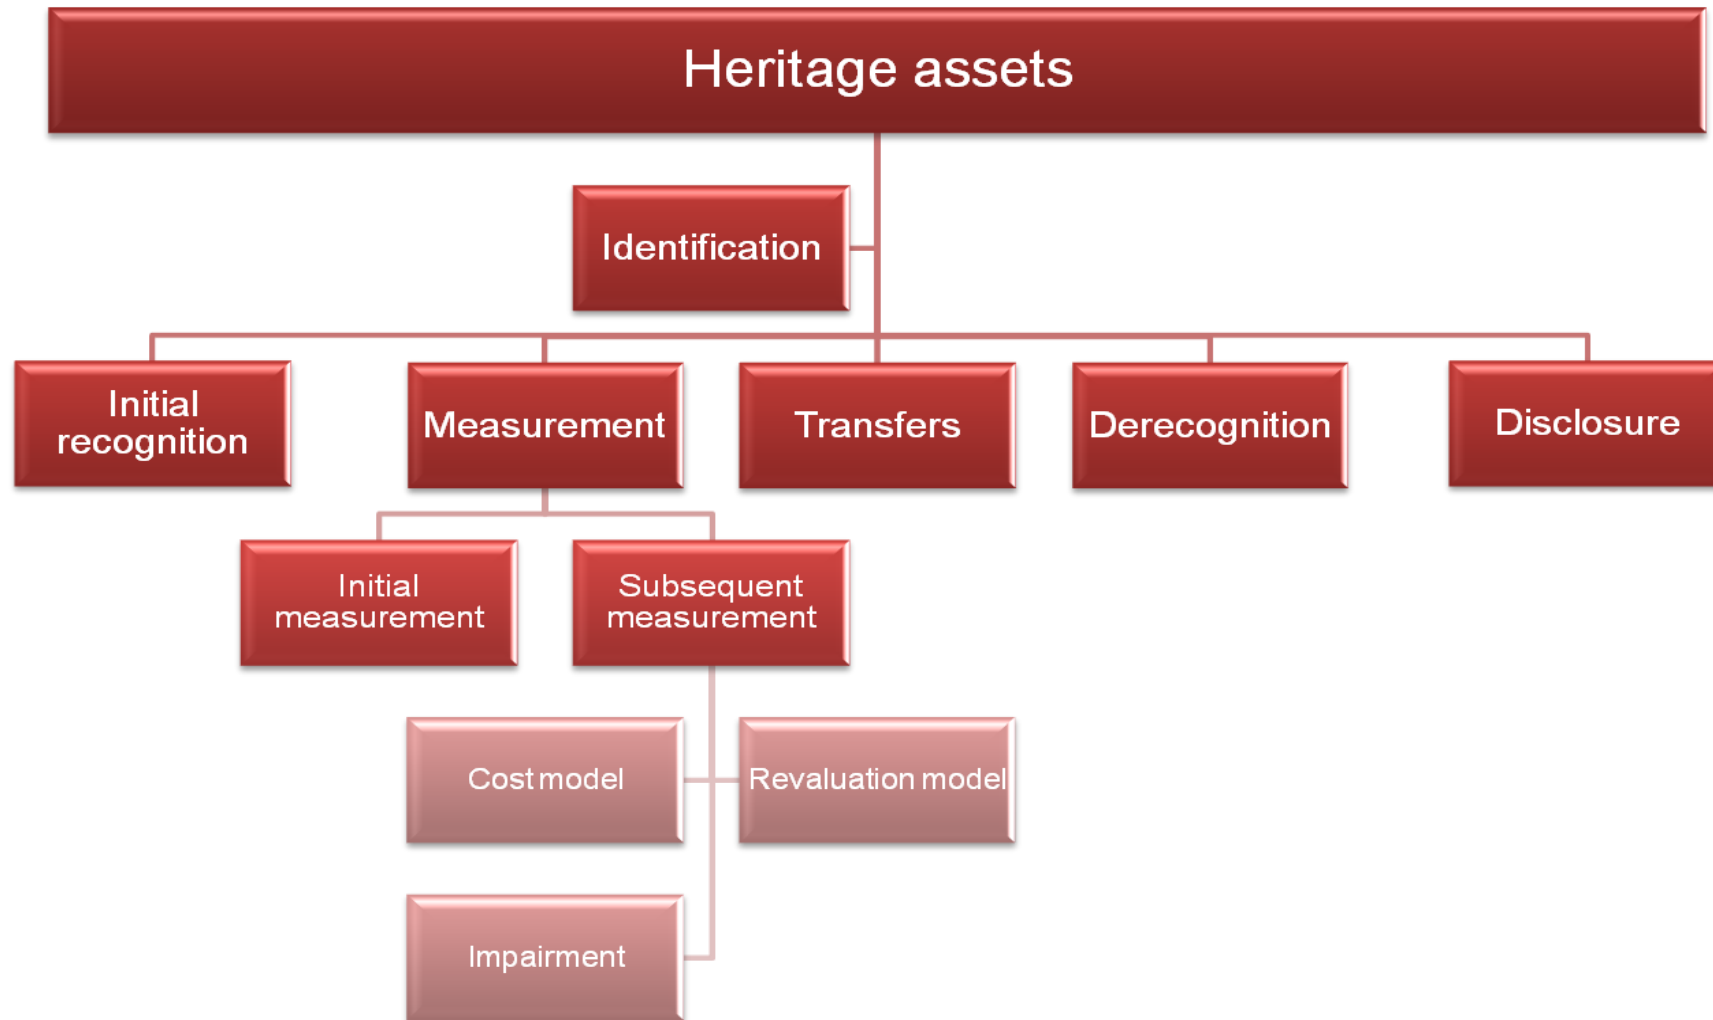 Heritage assets
Identification
Initial
recognition
Measurement
Transfers
Derecognition
Disclosure
Initial
measurement
Subsequent
measurement
Cost model
Revaluation model
Impairment